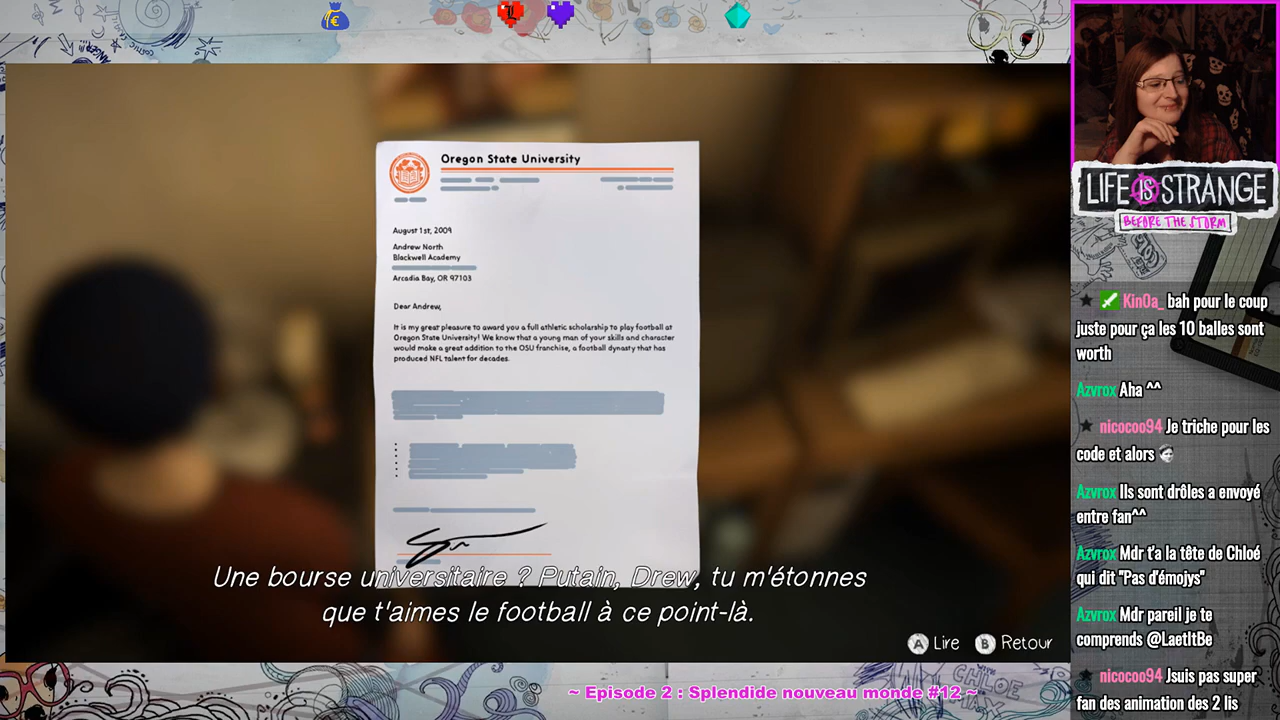 Oregon State University
August 1st, 2009
Andrew North
Blackwell Academy
Arcadia Bay, OR 97103
Dear Andrew,
It is my great pleasure to award you a full athletic scholarship to play football at
Oregon State University! We know that a young man of your skills and character
would make a great addition to the OSU franchise, a football dynasty that has
produced NFL talent for decades.
Une bourse universitaire ? Putain, Drew, tu m'étonnes
que t'aimes le football à ce point-là.
A Lire B Retour
~ Episode 2 : Splendide nouveau monde #12 ~
LIFE IS STRANGE
BEFORE THE STORM
KinOa_ bah pour le coup
juste pour ça les 10 balles sont
worth
Azvrox Aha ^^
nicocoo94 Je triche pour les
code et alors
Azvrox Ils sont drôles a envoyé
entre fan^^
Azvrox Mdr t'a la tête de Chloé
qui dit "Pas d'émojys"
Azvrox Mdr pareil je te
comprends @LaetItBe
nicocoo94 Jsuis pas super
fan des animation des 2 lis